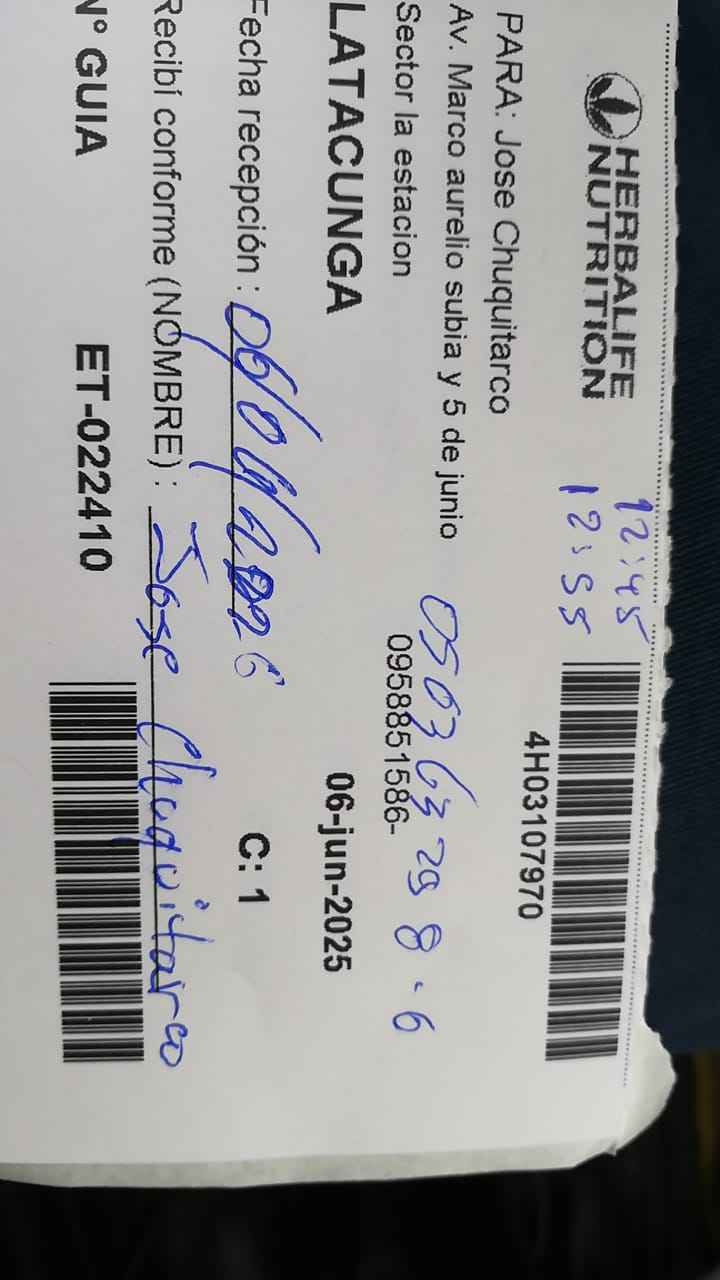 HERBALIFE
NUTRITION
12:45
12:55
4H03107970
PARA: Jose Chuquitarco
Av. Marco aurelio subia y 5 de junio
Sector la estacion
0958851586-
LATACUNGA
06-jun-2025
Fecha recepción :
C: 1
Recibí conforme (NOMBRE) : Jose Chuquitarco
N° GUIA ET-022410